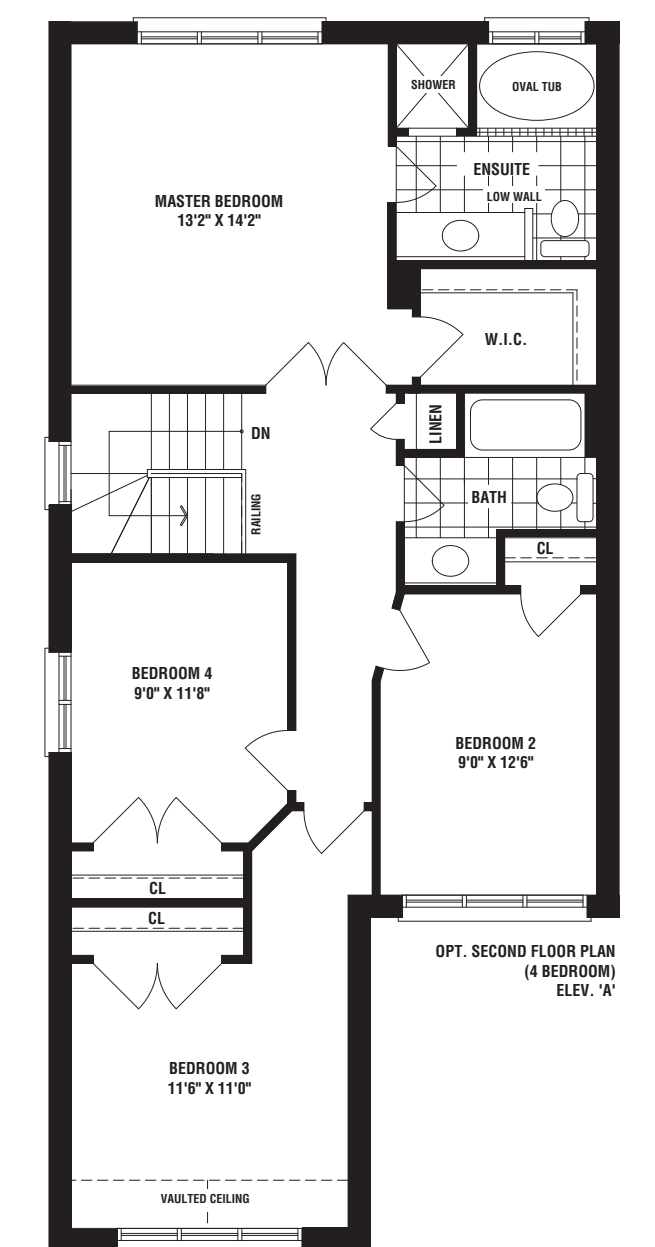 SHOWER
OVAL TUB
ENSUITE
LOW WALL
MASTER BEDROOM
13'2" X 14'2"
W.I.C.
LINEN
DN
RAILING
BATH
CL
BEDROOM 4
9'0" X 11'8"
BEDROOM 2
9'0" X 12'6"
CL
CL
OPT. SECOND FLOOR PLAN
(4 BEDROOM)
ELEV. 'A'
BEDROOM 3
11'6" X 11'0"
VAULTED CEILING